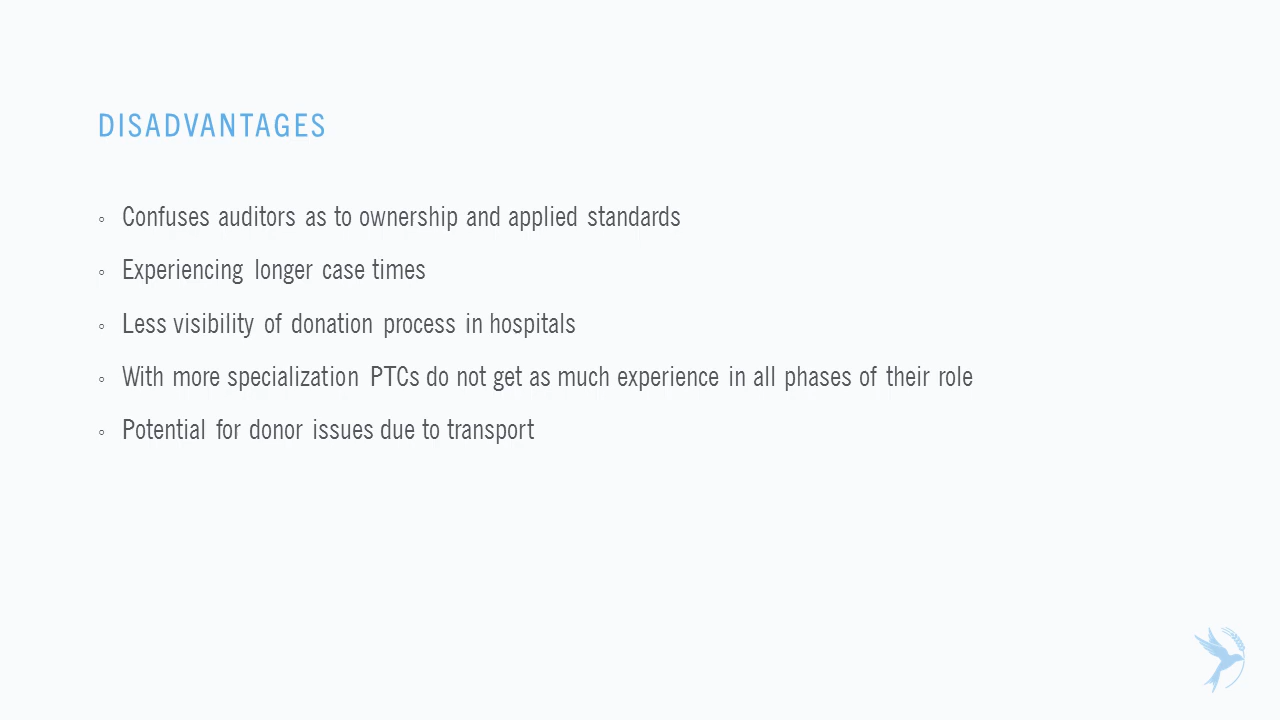 DISADVANTAGES
◦ Confuses auditors as to ownership and applied standards
◦ Experiencing longer case times
◦ Less visibility of donation process in hospitals
◦ With more specialization PTCs do not get as much experience in all phases of their role
◦ Potential for donor issues due to transport